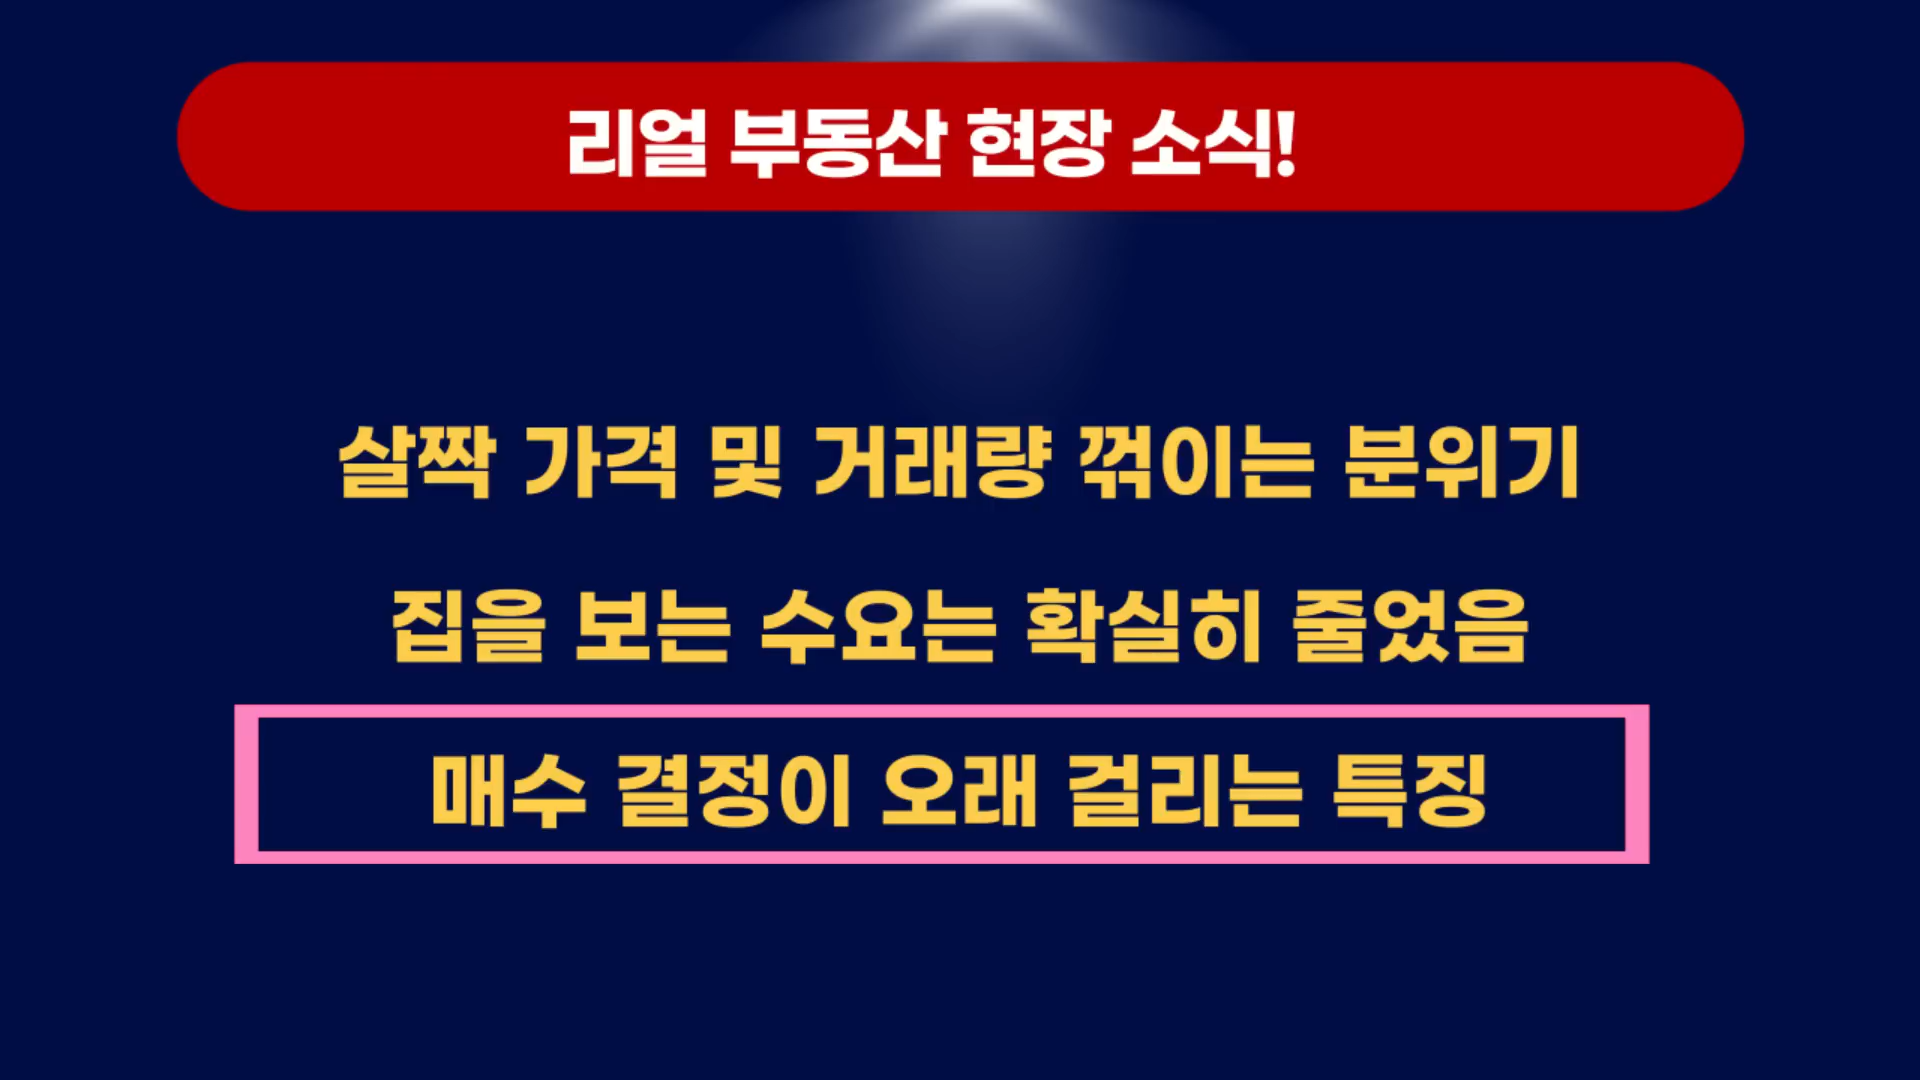 리얼 부동산 현장 소식!
살짝 가격 및 거래량 꺾이는 분위기
집을 보는 수요는 확실히 줄었음
매수 결정이 오래 걸리는 특징